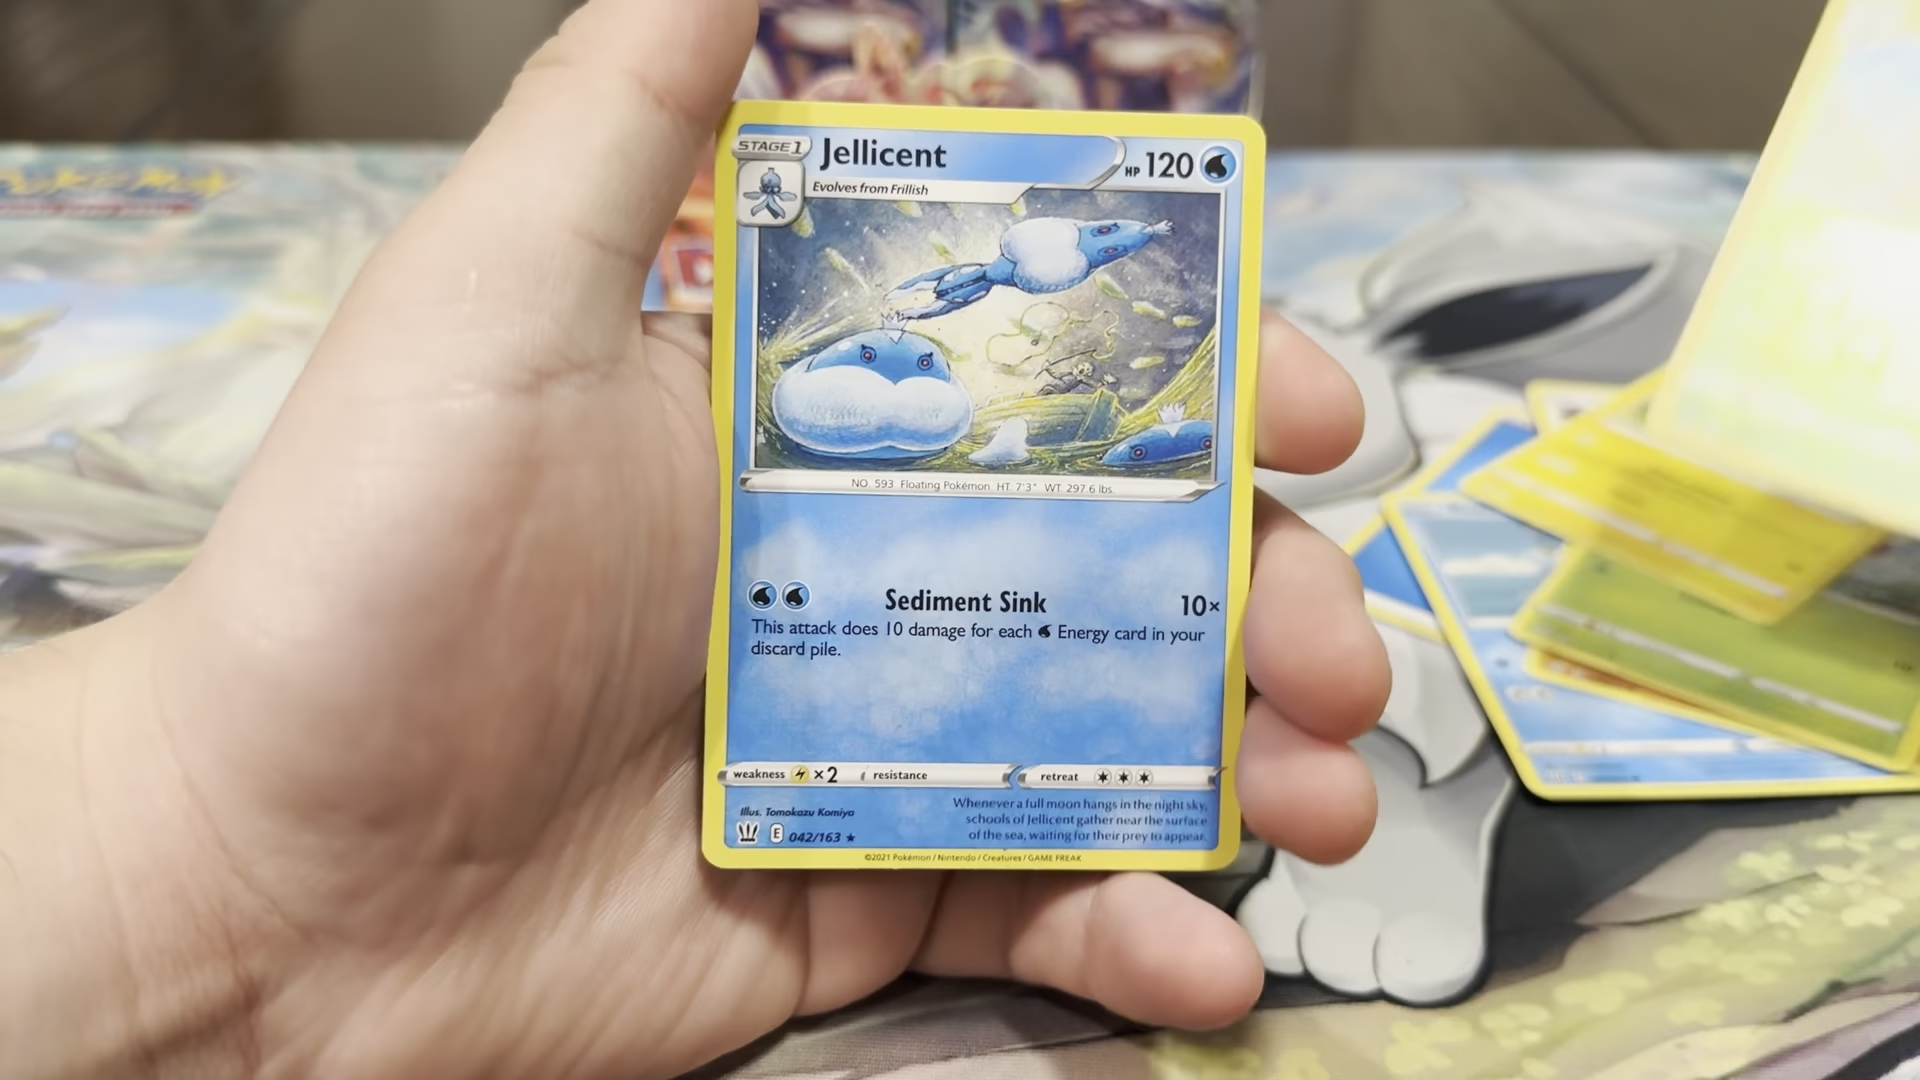 POKÉMON
STAGE 1
Jellicent
HP 120
Evolves from Frillish
NO. 593 Floating Pokémon HT: 7'3" WT: 297.6 lbs.
Sediment Sink 10×
This attack does 10 damage for each Energy card in your
discard pile.
weakness ×2 resistance retreat
Illus. Tomokazu Komiya
E 042/163 ★
Whenever a full moon hangs in the night sky,
schools of Jellicent gather near the surface
of the sea, waiting for their prey to appear.
©2021 Pokémon / Nintendo / Creatures / GAME FREAK